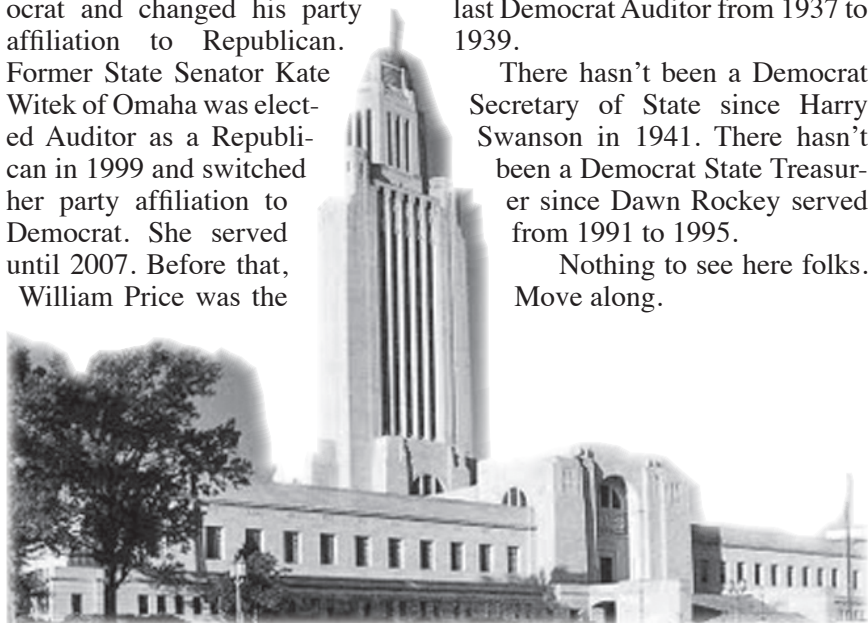 ocrat and changed his party
affiliation to Republican.
Former State Senator Kate
Witek of Omaha was elect-
ed Auditor as a Republi-
can in 1999 and switched
her party affiliation to
Democrat. She served
until 2007. Before that,
William Price was the
last Democrat Auditor from 1937 to
1939.
There hasn't been a Democrat
Secretary of State since Harry
Swanson in 1941. There hasn't
been a Democrat State Treasur-
er since Dawn Rockey served
from 1991 to 1995.
Nothing to see here folks.
Move along.